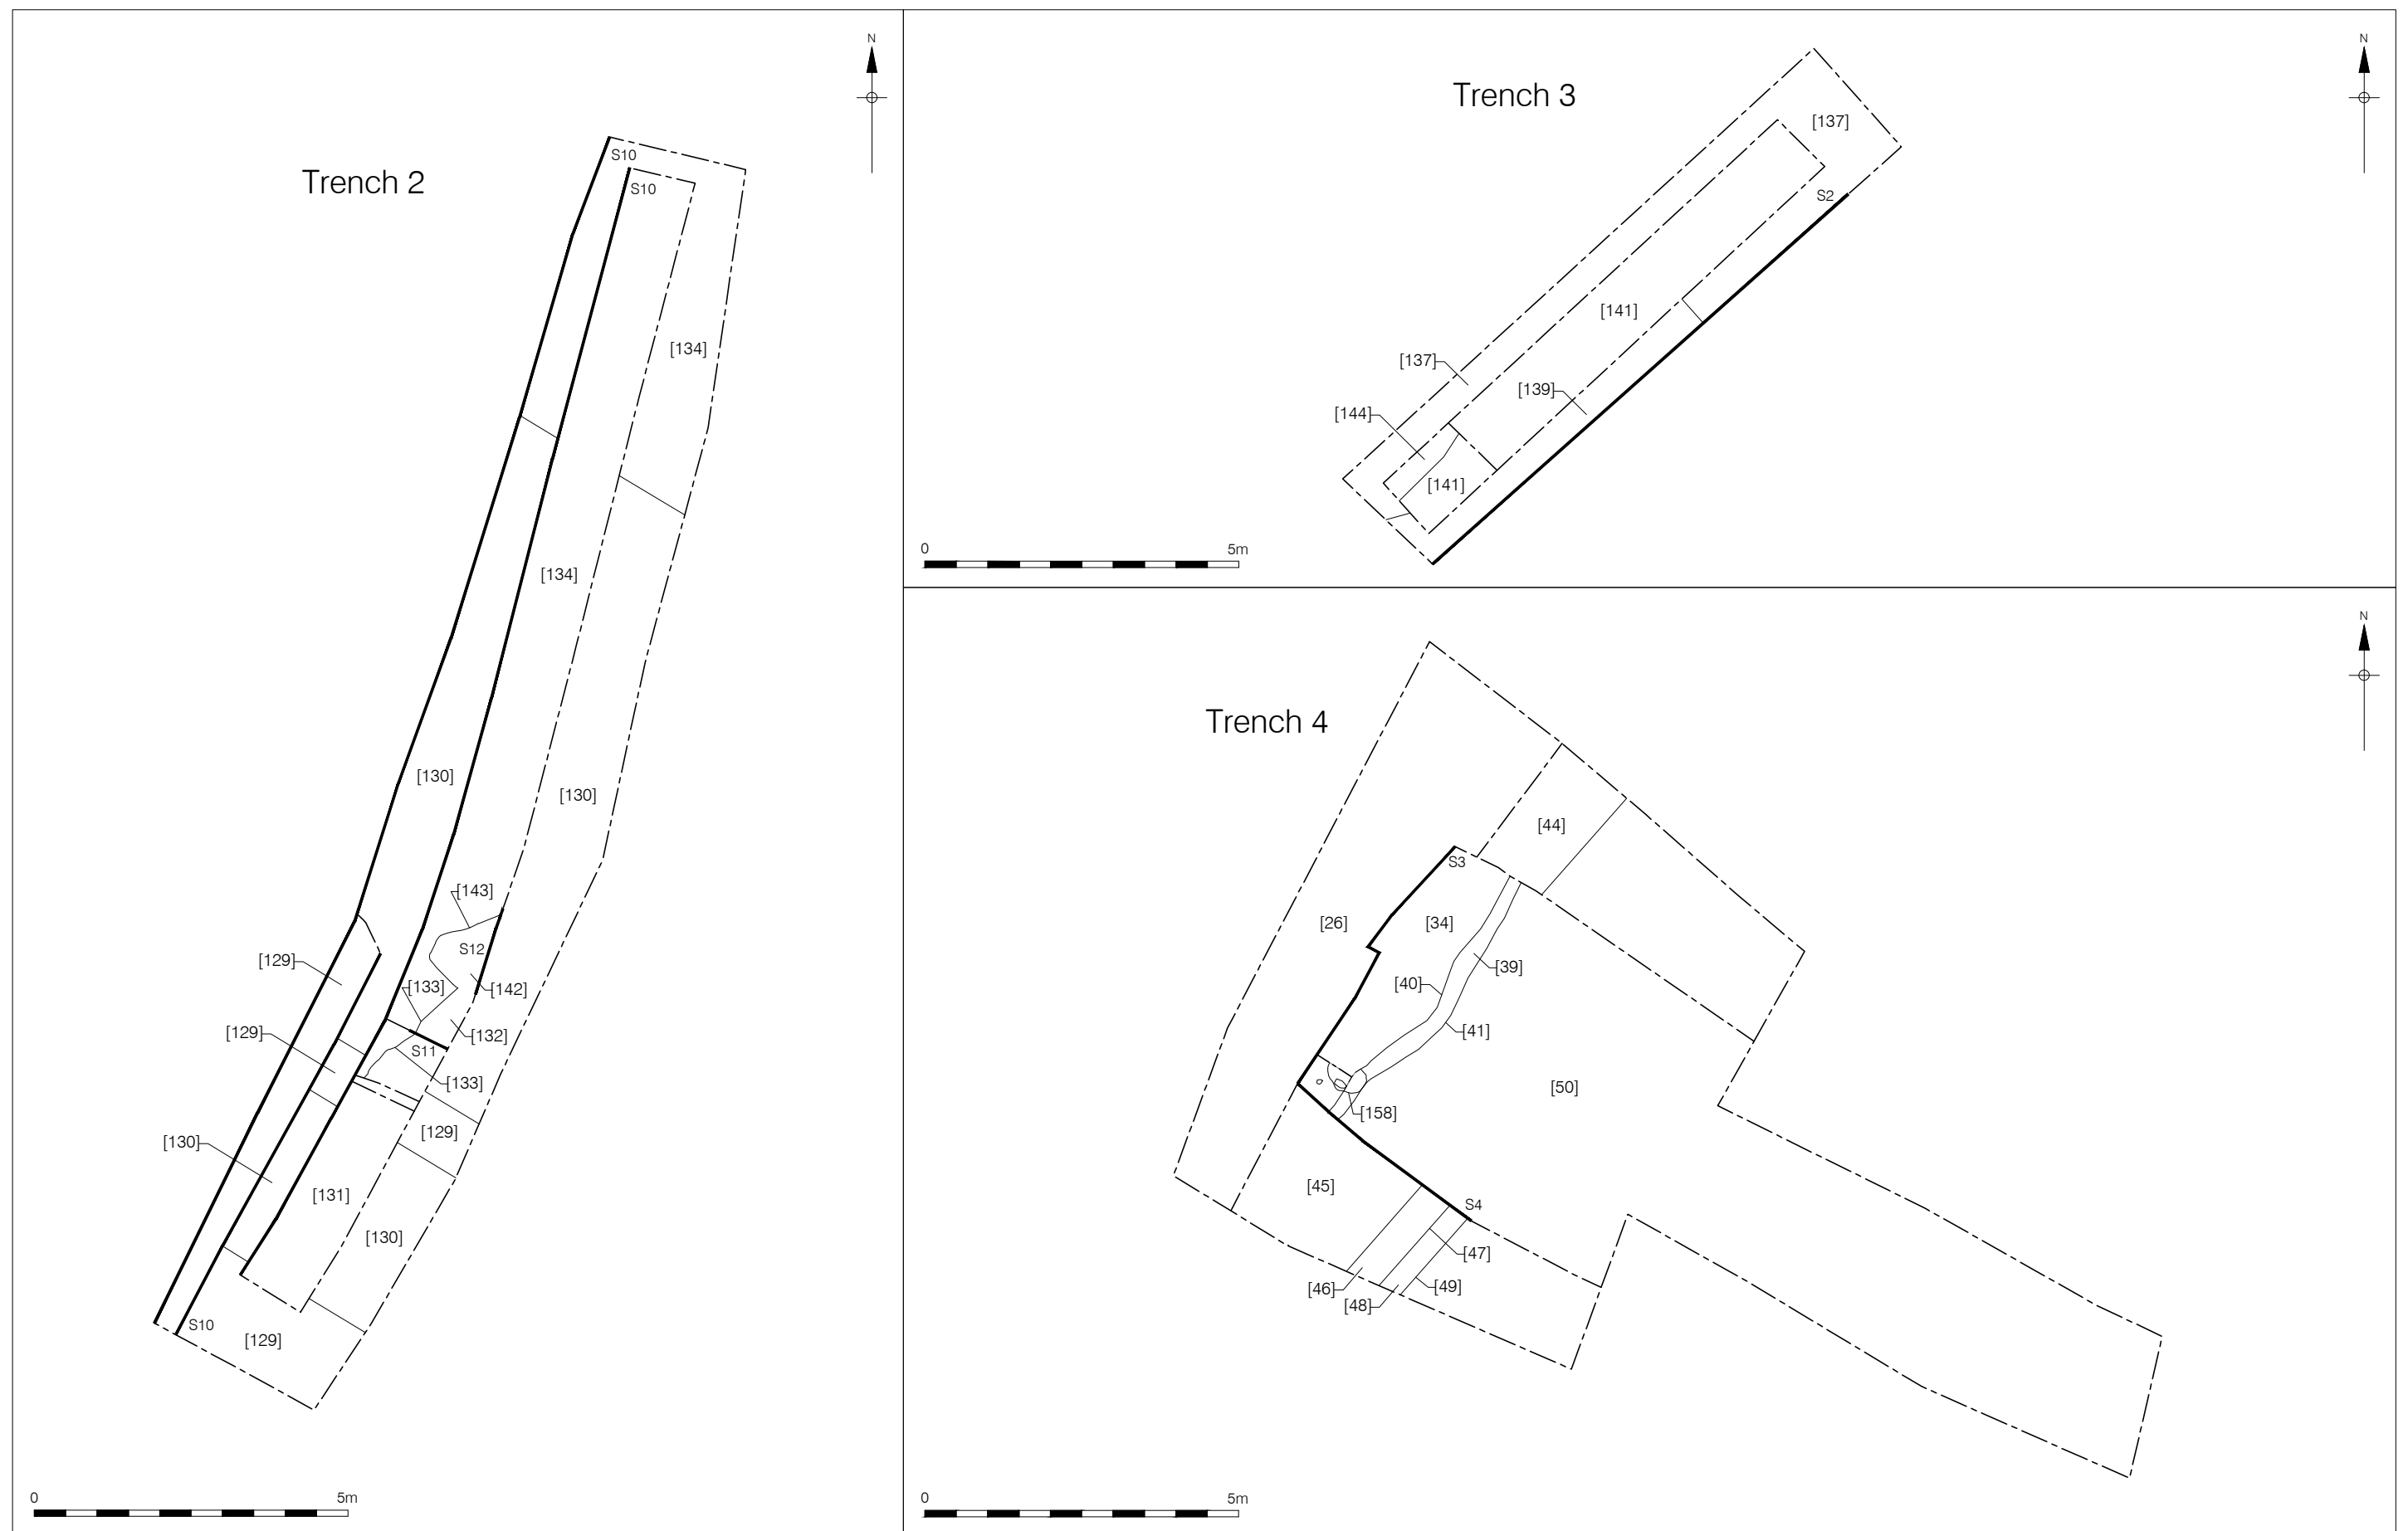 N
Trench 2
S10
S10
[134]
[134]
[130]
[130]
[143]
S12
[129]
[133]
[142]
[129]
[132]
S11
[133]
[129]
[130]
[131]
[130]
S10
[129]
0 5m
N
Trench 3
[137]
S2
[141]
[137]
[139]
[144]
[141]
0 5m
N
Trench 4
[44]
S3
[26]
[34]
[39]
[40]
[41]
[50]
[158]
[45]
S4
[47]
[46]
[49]
[48]
0 5m